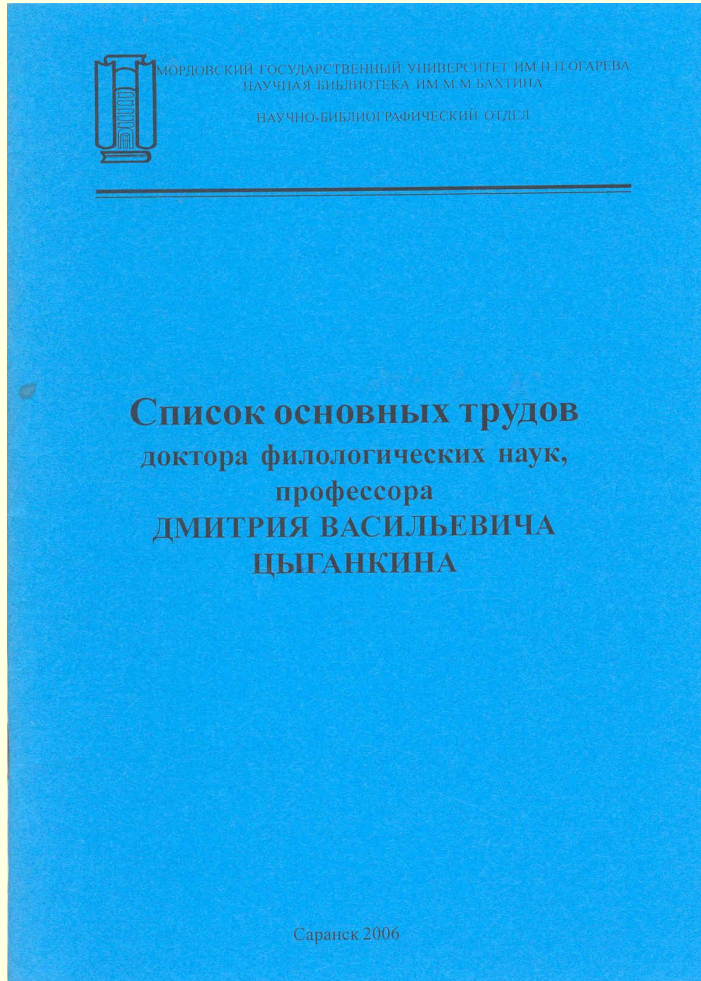 МОРДОВСКИЙ ГОСУДАРСТВЕННЫЙ УНИВЕРСИТЕТ ИМ Н.П.ОГАРЕВА
НАУЧНАЯ БИБЛИОТЕКА ИМ.М.М.БАХТИНА
НАУЧНО-БИБЛИОГРАФИЧЕСКИЙ ОТДЕЛ
Список основных трудов
доктора филологических наук,
профессора
ДМИТРИЯ ВАСИЛЬЕВИЧА
ЦЫГАНКИНА
Саранск 2006